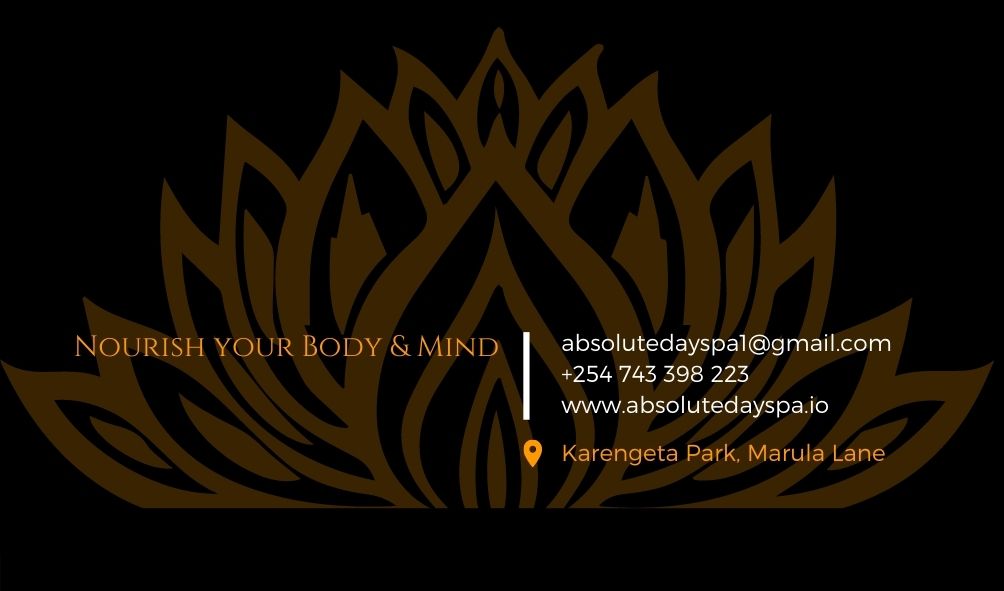 Nourish your Body & Mind
absolutedayspa1@gmail.com
+254 743 398 223
www.absolutedayspa.io
Karengeta Park, Marula Lane